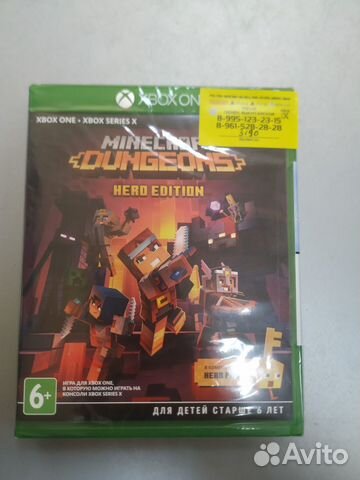 XBOX ONE
XBOX ONE • XBOX SERIES X
8-995-123-23-15
8-961-528-28-28
3190
MINECRAFT
DUNGEONS
HERO EDITION
HERO
6+
ИГРА ДЛЯ XBOX ONE,
В КОТОРУЮ МОЖНО ИГРАТЬ НА
КОНСОЛИ XBOX SERIES X
ДЛЯ ДЕТЕЙ СТАРШЕ 6 ЛЕТ
Avito